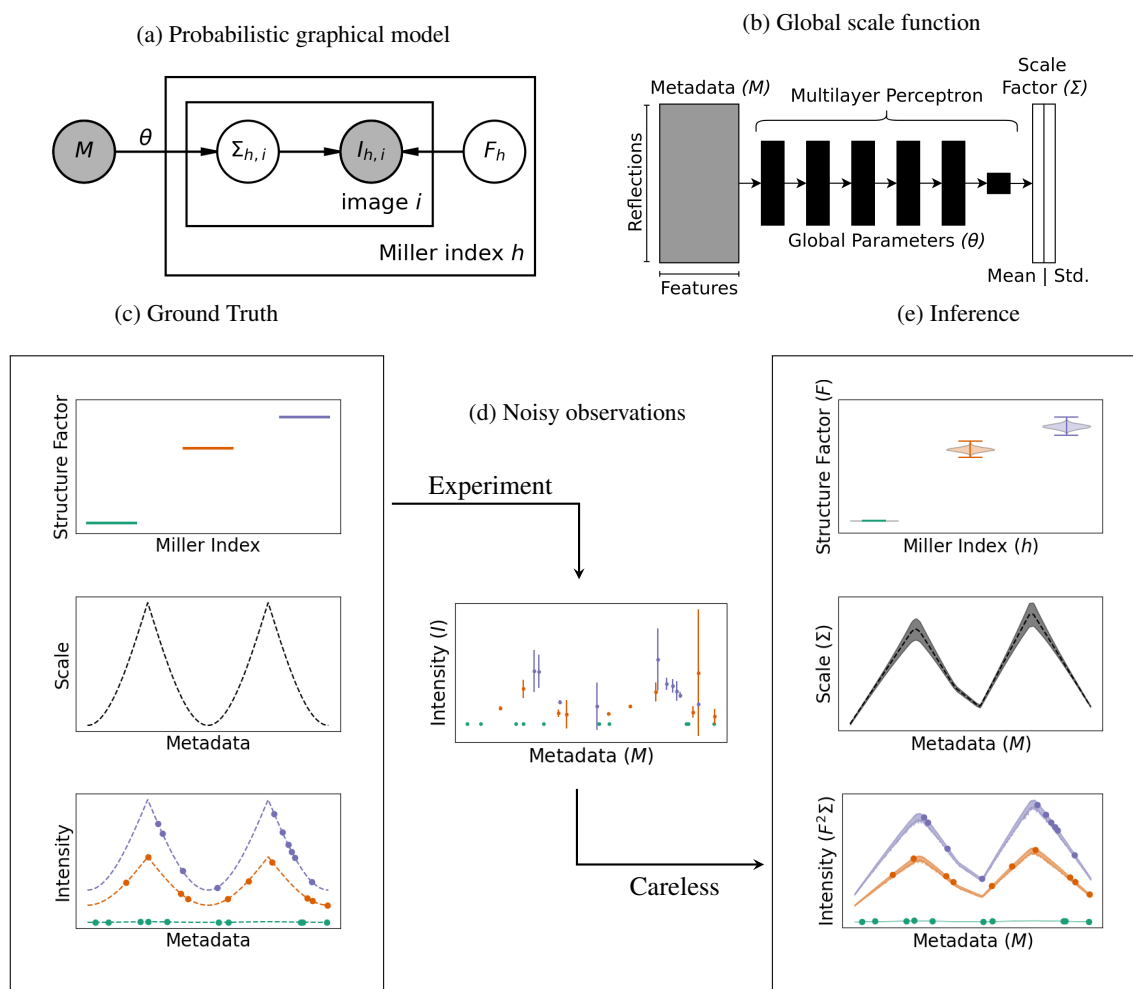 (a) Probabilistic graphical model
M
θ
Σh,i
Ih,i
Fh
image i
Miller index h
(b) Global scale function
Metadata (M)
Multilayer Perceptron
Scale
Factor (Σ)
Reflections
Global Parameters (θ)
Features
Mean | Std.
(c) Ground Truth
Structure Factor
Miller Index
Scale
Metadata
Intensity
Metadata
(d) Noisy observations
Experiment
Intensity (I)
Metadata (M)
Careless
(e) Inference
Structure Factor (F)
Miller Index (h)
Scale (Σ)
Metadata (M)
Intensity (F²Σ)
Metadata (M)